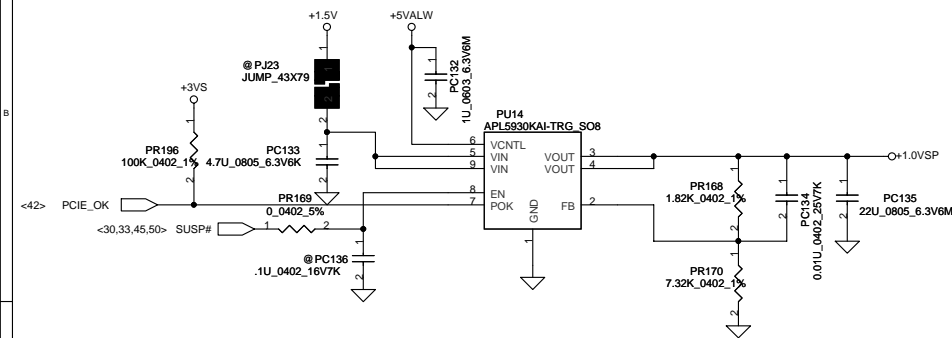 +1.5V
+5VALW
1
@ PJ23
JUMP_43X79
1
2
2
1
2
PC132
1U_0603_6.3V6M
+3VS
B
1
PR196
100K_0402_1%
2
PC133
4.7U_0805_6.3V6K
1
2
PU14
APL5930KAI-TRG_SO8
6 VCNTL
5 VIN
9 VIN
8 EN
7 POK
VOUT 3
VOUT 4
FB 2
GND
1
+1.0VSP
1
PR168
1.82K_0402_1%
2
1
2
PC134
0.01U_0402_25V7K
1
2
PC135
22U_0805_6.3V6M
<42> PCIE_OK
PR169
0_0402_5%
<30,33,45,50> SUSP# 1 2
@PC136
.1U_0402_16V7K
1
2
1
PR170
7.32K_0402_1%
2